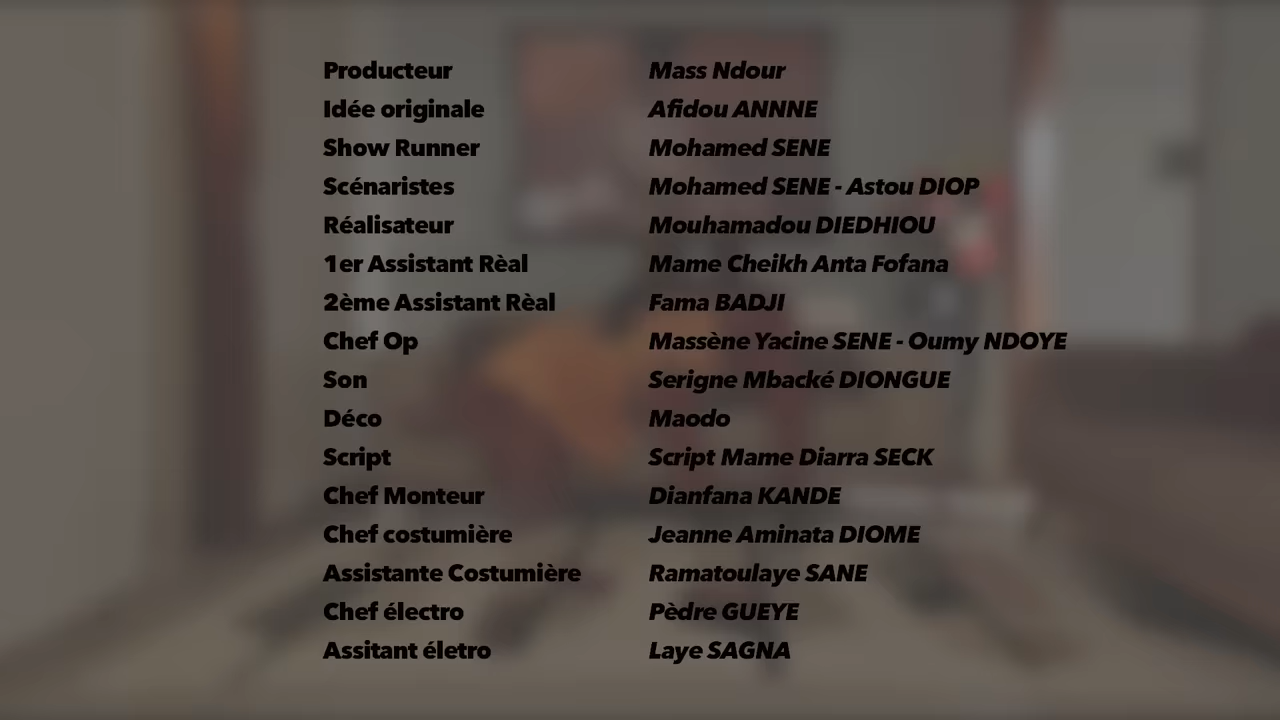 Producteur Mass Ndour
Idée originale Afidou ANNNE
Show Runner Mohamed SENE
Scénaristes Mohamed SENE - Astou DIOP
Réalisateur Mouhamadou DIEDHIOU
1er Assistant Rèal Mame Cheikh Anta Fofana
2ème Assistant Rèal Fama BADJI
Chef Op Massène Yacine SENE - Oumy NDOYE
Son Serigne Mbacké DIONGUE
Déco Maodo
Script Script Mame Diarra SECK
Chef Monteur Dianfana KANDE
Chef costumière Jeanne Aminata DIOME
Assistante Costumière Ramatoulaye SANE
Chef électro Pèdre GUEYE
Assitant életro Laye SAGNA